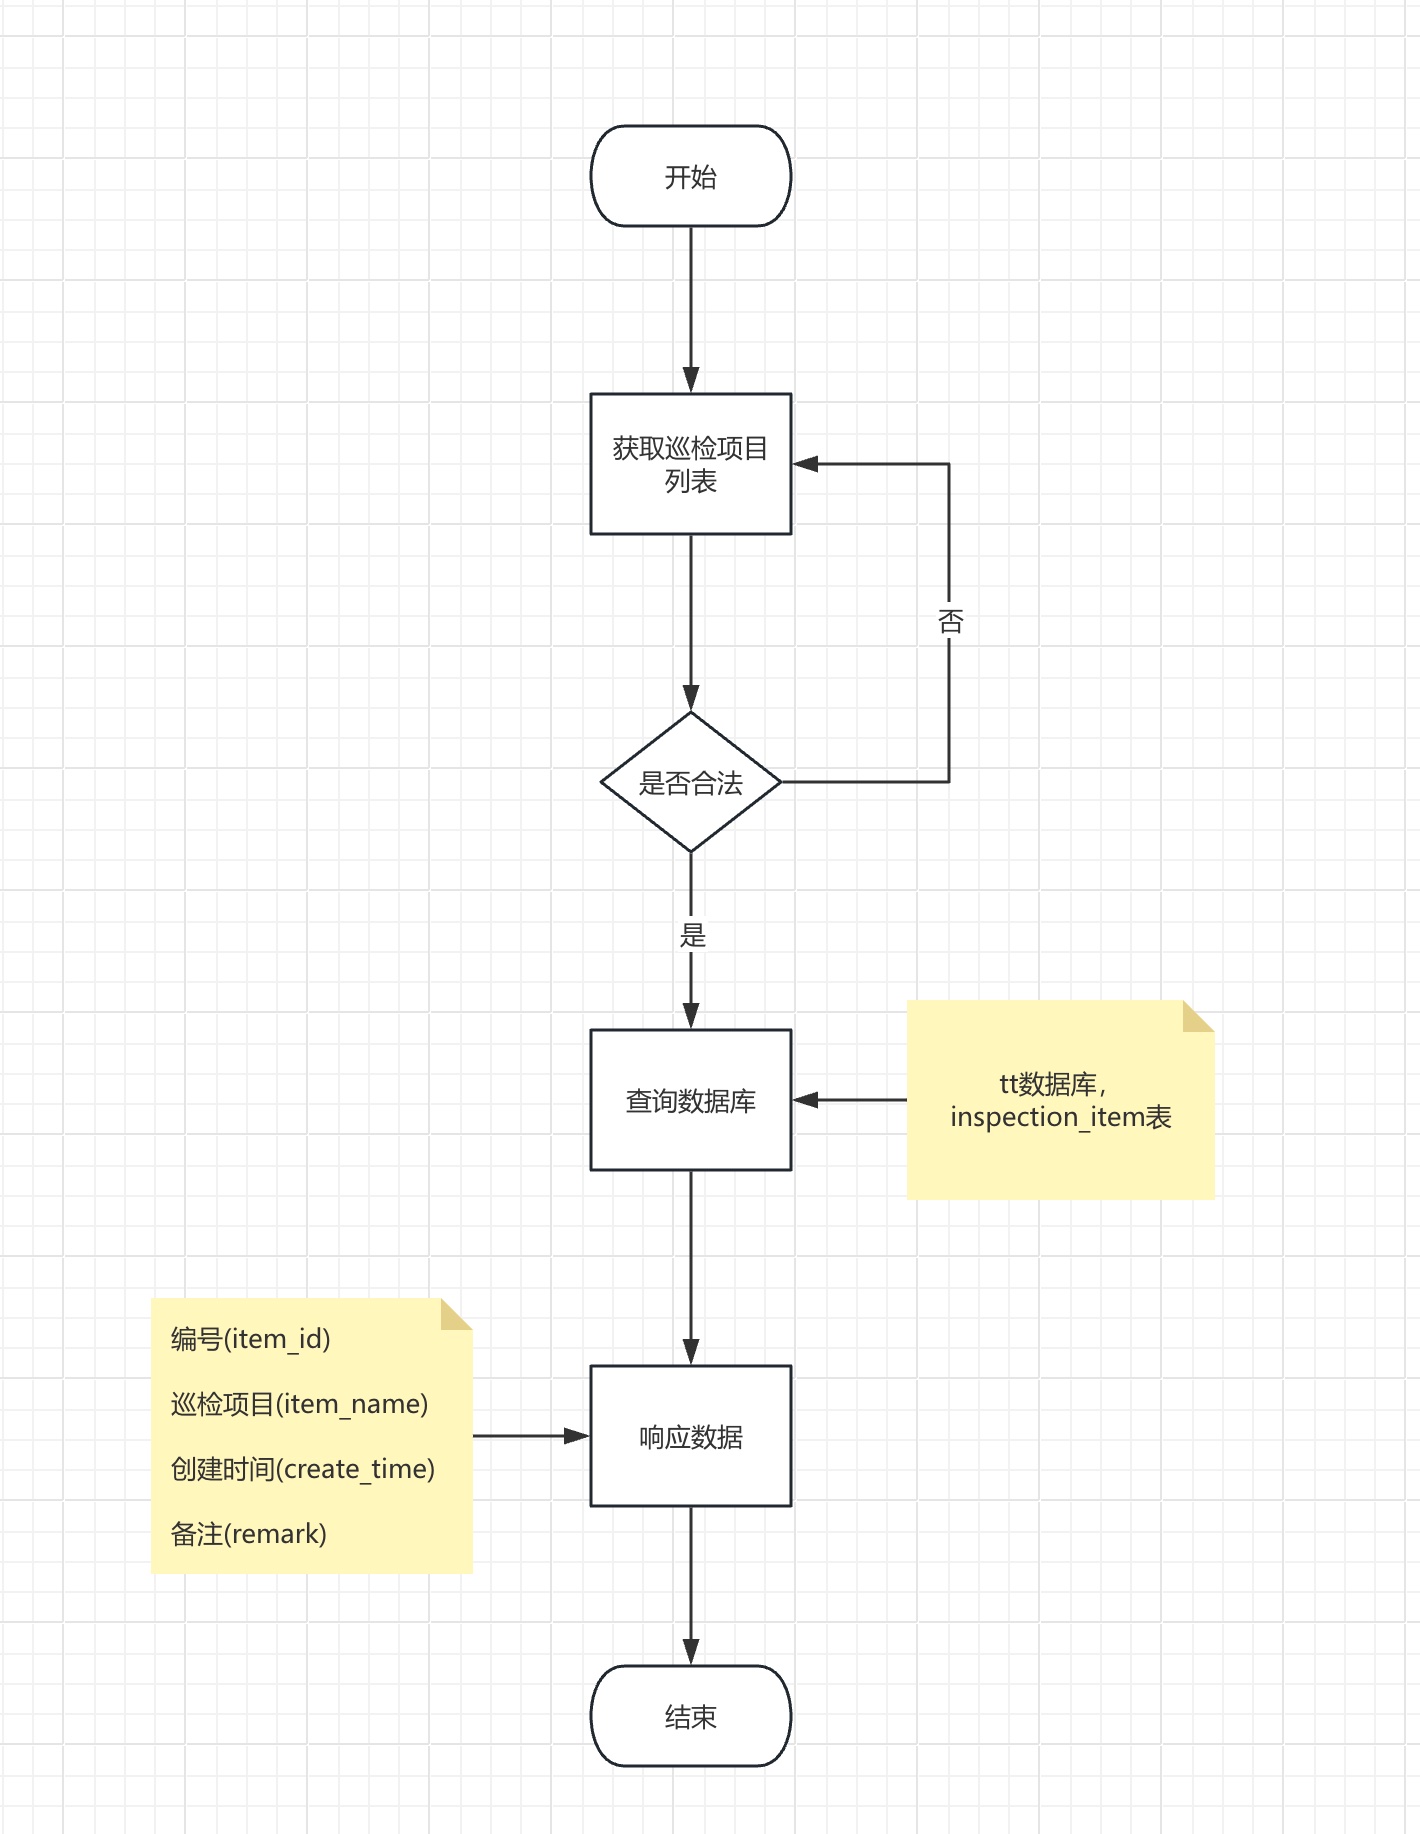 开始
获取巡检项目
列表
否
是否合法
是
查询数据库
tt数据库，
inspection_item表
编号(item_id)
巡检项目(item_name)
创建时间(create_time)
备注(remark)
响应数据
结束